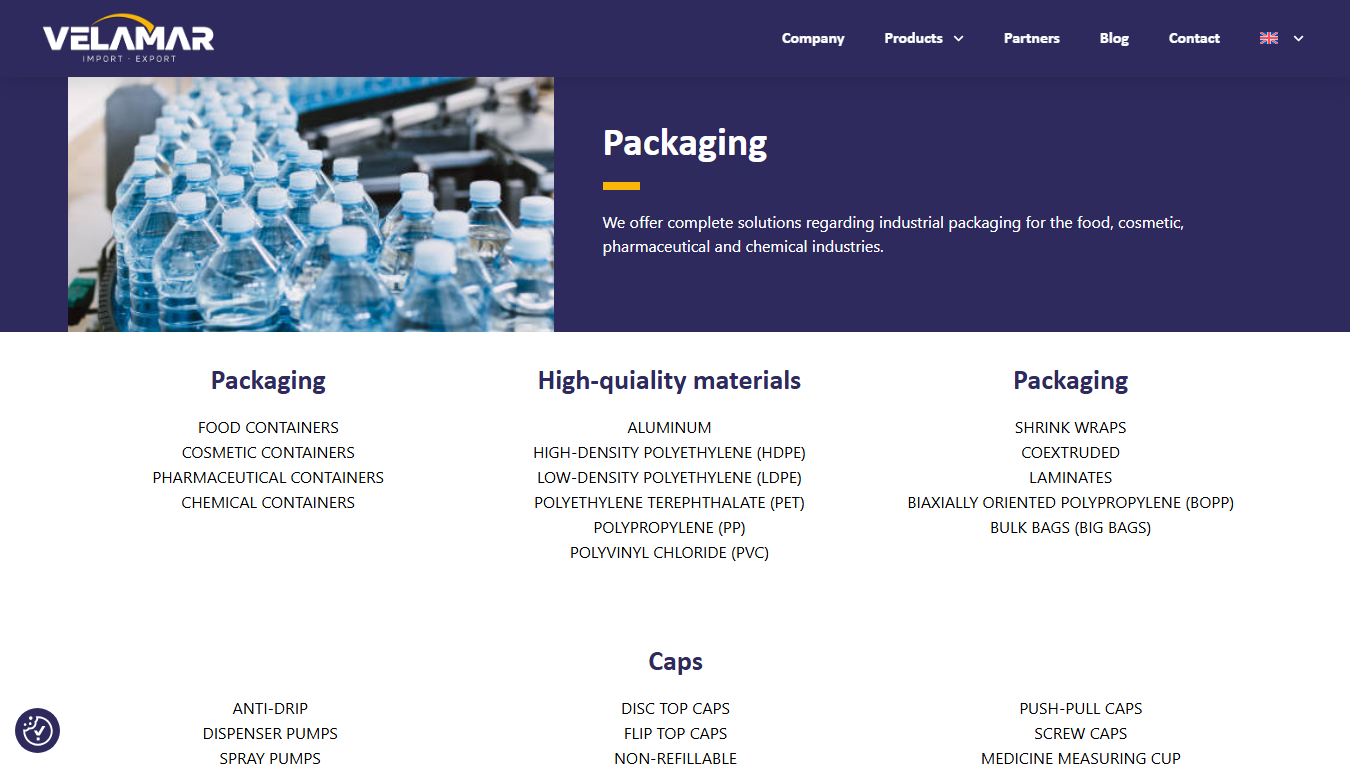 VELAMAR
IMPORT · EXPORT
Company
Products
Partners
Blog
Contact
Packaging
We offer complete solutions regarding industrial packaging for the food, cosmetic,
pharmaceutical and chemical industries.
Packaging
FOOD CONTAINERS
COSMETIC CONTAINERS
PHARMACEUTICAL CONTAINERS
CHEMICAL CONTAINERS
High-quiality materials
ALUMINUM
HIGH-DENSITY POLYETHYLENE (HDPE)
LOW-DENSITY POLYETHYLENE (LDPE)
POLYETHYLENE TEREPHTHALATE (PET)
POLYPROPYLENE (PP)
POLYVINYL CHLORIDE (PVC)
Packaging
SHRINK WRAPS
COEXTRUDED
LAMINATES
BIAXIALLY ORIENTED POLYPROPYLENE (BOPP)
BULK BAGS (BIG BAGS)
Caps
ANTI-DRIP
DISPENSER PUMPS
SPRAY PUMPS
DISC TOP CAPS
FLIP TOP CAPS
NON-REFILLABLE
PUSH-PULL CAPS
SCREW CAPS
MEDICINE MEASURING CUP